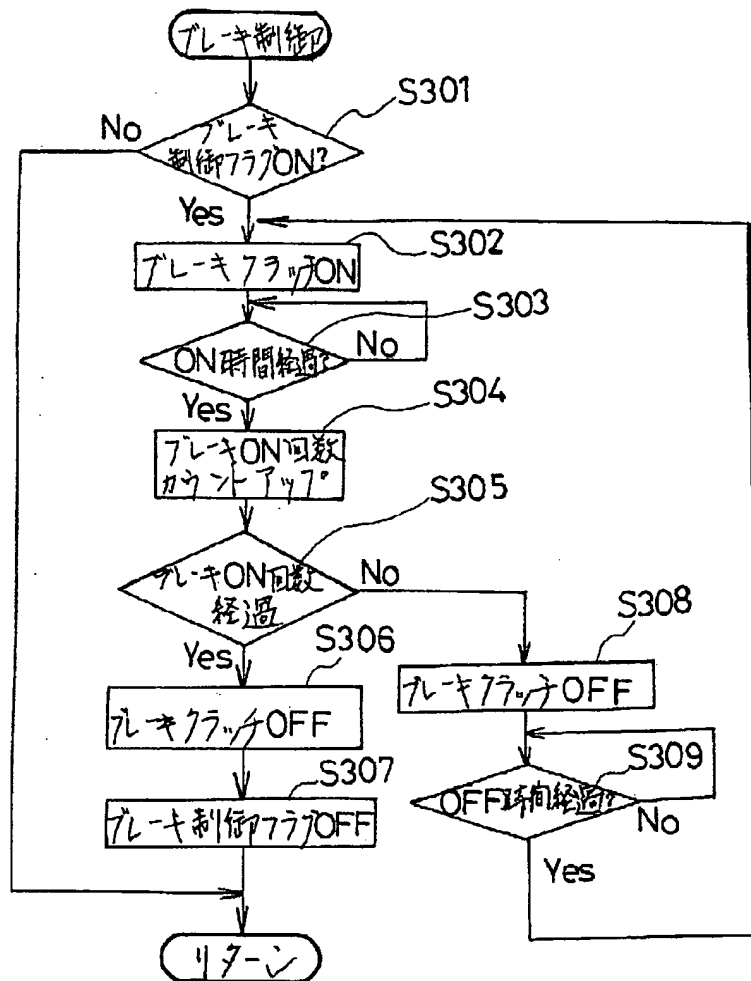 ブレーキ制御
S301
No
ブレーキ
制御フラグON?
Yes
S302
ブレーキクラッチON
S303
ON時間経過?
No
Yes
S304
ブレーキON回数
カウントアップ
S305
ブレーキON回数
経過
No
Yes
S306
S308
ブレーキクラッチOFF
ブレーキクラッチOFF
S307
S309
ブレーキ制御フラグOFF
OFF時間経過?
No
Yes
リターン